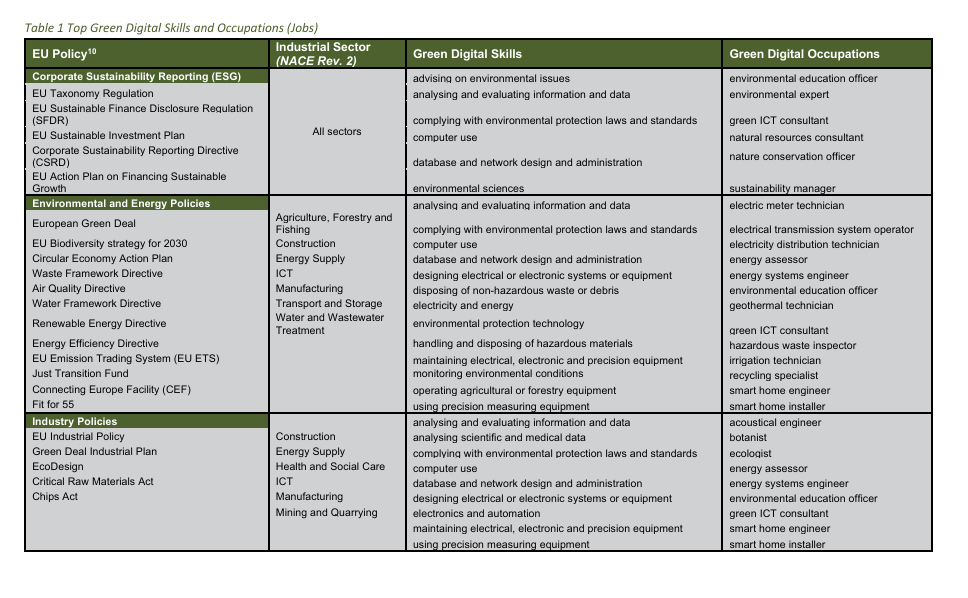 Table 1 Top Green Digital Skills and Occupations (Jobs)
EU Policy10
Industrial Sector
(NACE Rev. 2)
Green Digital Skills
Green Digital Occupations
Corporate Sustainability Reporting (ESG)
EU Taxonomy Regulation
EU Sustainable Finance Disclosure Regulation
(SFDR)
EU Sustainable Investment Plan
Corporate Sustainability Reporting Directive
(CSRD)
EU Action Plan on Financing Sustainable
Growth
All sectors
advising on environmental issues
analysing and evaluating information and data
complying with environmental protection laws and standards
computer use
database and network design and administration
environmental sciences
environmental education officer
environmental expert
green ICT consultant
natural resources consultant
nature conservation officer
sustainability manager
Environmental and Energy Policies
European Green Deal
EU Biodiversity strategy for 2030
Circular Economy Action Plan
Waste Framework Directive
Air Quality Directive
Water Framework Directive
Renewable Energy Directive
Energy Efficiency Directive
EU Emission Trading System (EU ETS)
Just Transition Fund
Connecting Europe Facility (CEF)
Fit for 55
Agriculture, Forestry and
Fishing
Construction
Energy Supply
ICT
Manufacturing
Transport and Storage
Water and Wastewater
Treatment
analysing and evaluating information and data
complying with environmental protection laws and standards
computer use
database and network design and administration
designing electrical or electronic systems or equipment
disposing of non-hazardous waste or debris
electricity and energy
environmental protection technology
handling and disposing of hazardous materials
maintaining electrical, electronic and precision equipment
monitoring environmental conditions
operating agricultural or forestry equipment
using precision measuring equipment
electric meter technician
electrical transmission system operator
electricity distribution technician
energy assessor
energy systems engineer
environmental education officer
geothermal technician
green ICT consultant
hazardous waste inspector
irrigation technician
recycling specialist
smart home engineer
smart home installer
Industry Policies
EU Industrial Policy
Green Deal Industrial Plan
EcoDesign
Critical Raw Materials Act
Chips Act
Construction
Energy Supply
Health and Social Care
ICT
Manufacturing
Mining and Quarrying
analysing and evaluating information and data
analysing scientific and medical data
complying with environmental protection laws and standards
computer use
database and network design and administration
designing electrical or electronic systems or equipment
electronics and automation
maintaining electrical, electronic and precision equipment
using precision measuring equipment
acoustical engineer
botanist
ecologist
energy assessor
energy systems engineer
environmental education officer
green ICT consultant
smart home engineer
smart home installer